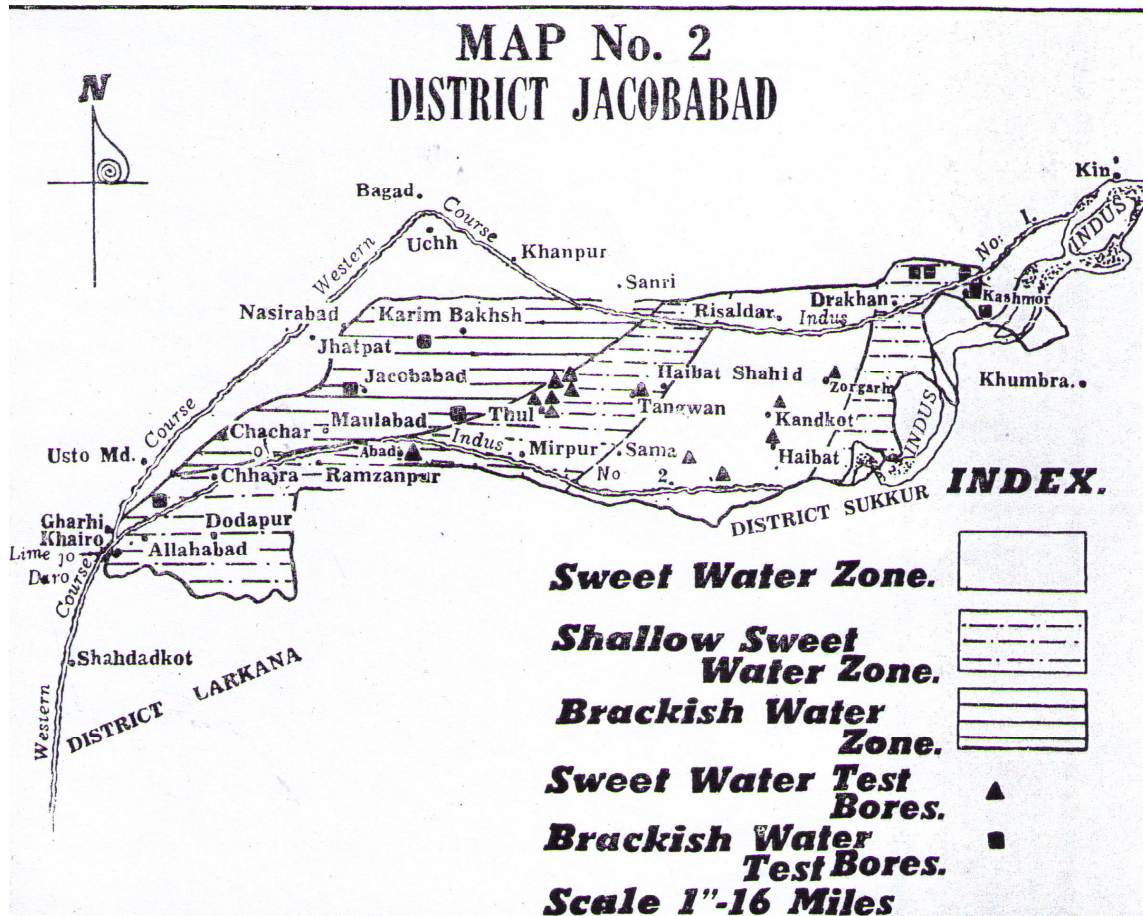 MAP No. 2
DISTRICT JACOBABAD
N
Kin
Bagad
Course
No. 1.
INDUS
Uchh
Khanpur
Western
Sanri
Kashmor
Drakhan
Nasirabad
Karim Bakhsh
Risaldar.
Indus
Jhatpat
Jacobabad
Haibat Shahid
Zorgarh
Khumbra.
Tangwan
Thul
Kandkot
INDUS
Course
Chachar
Maulabad
of
Indus
Mirpur
Sama
Haibat
Usto Md.
Abad
Chhajra
Ramzanpur
No 2.
DISTRICT SUKKUR
INDEX.
Gharhi
Khairo
Dodapur
Lime jo
Daro
Allahabad
Course
Sweet Water Zone.
Shallow Sweet
Water Zone.
Shahdadkot
DISTRICT LARKANA
Western
Brackish Water
Zone.
Sweet Water Test
Bores.
Brackish Water
Test Bores.
Scale 1"-16 Miles